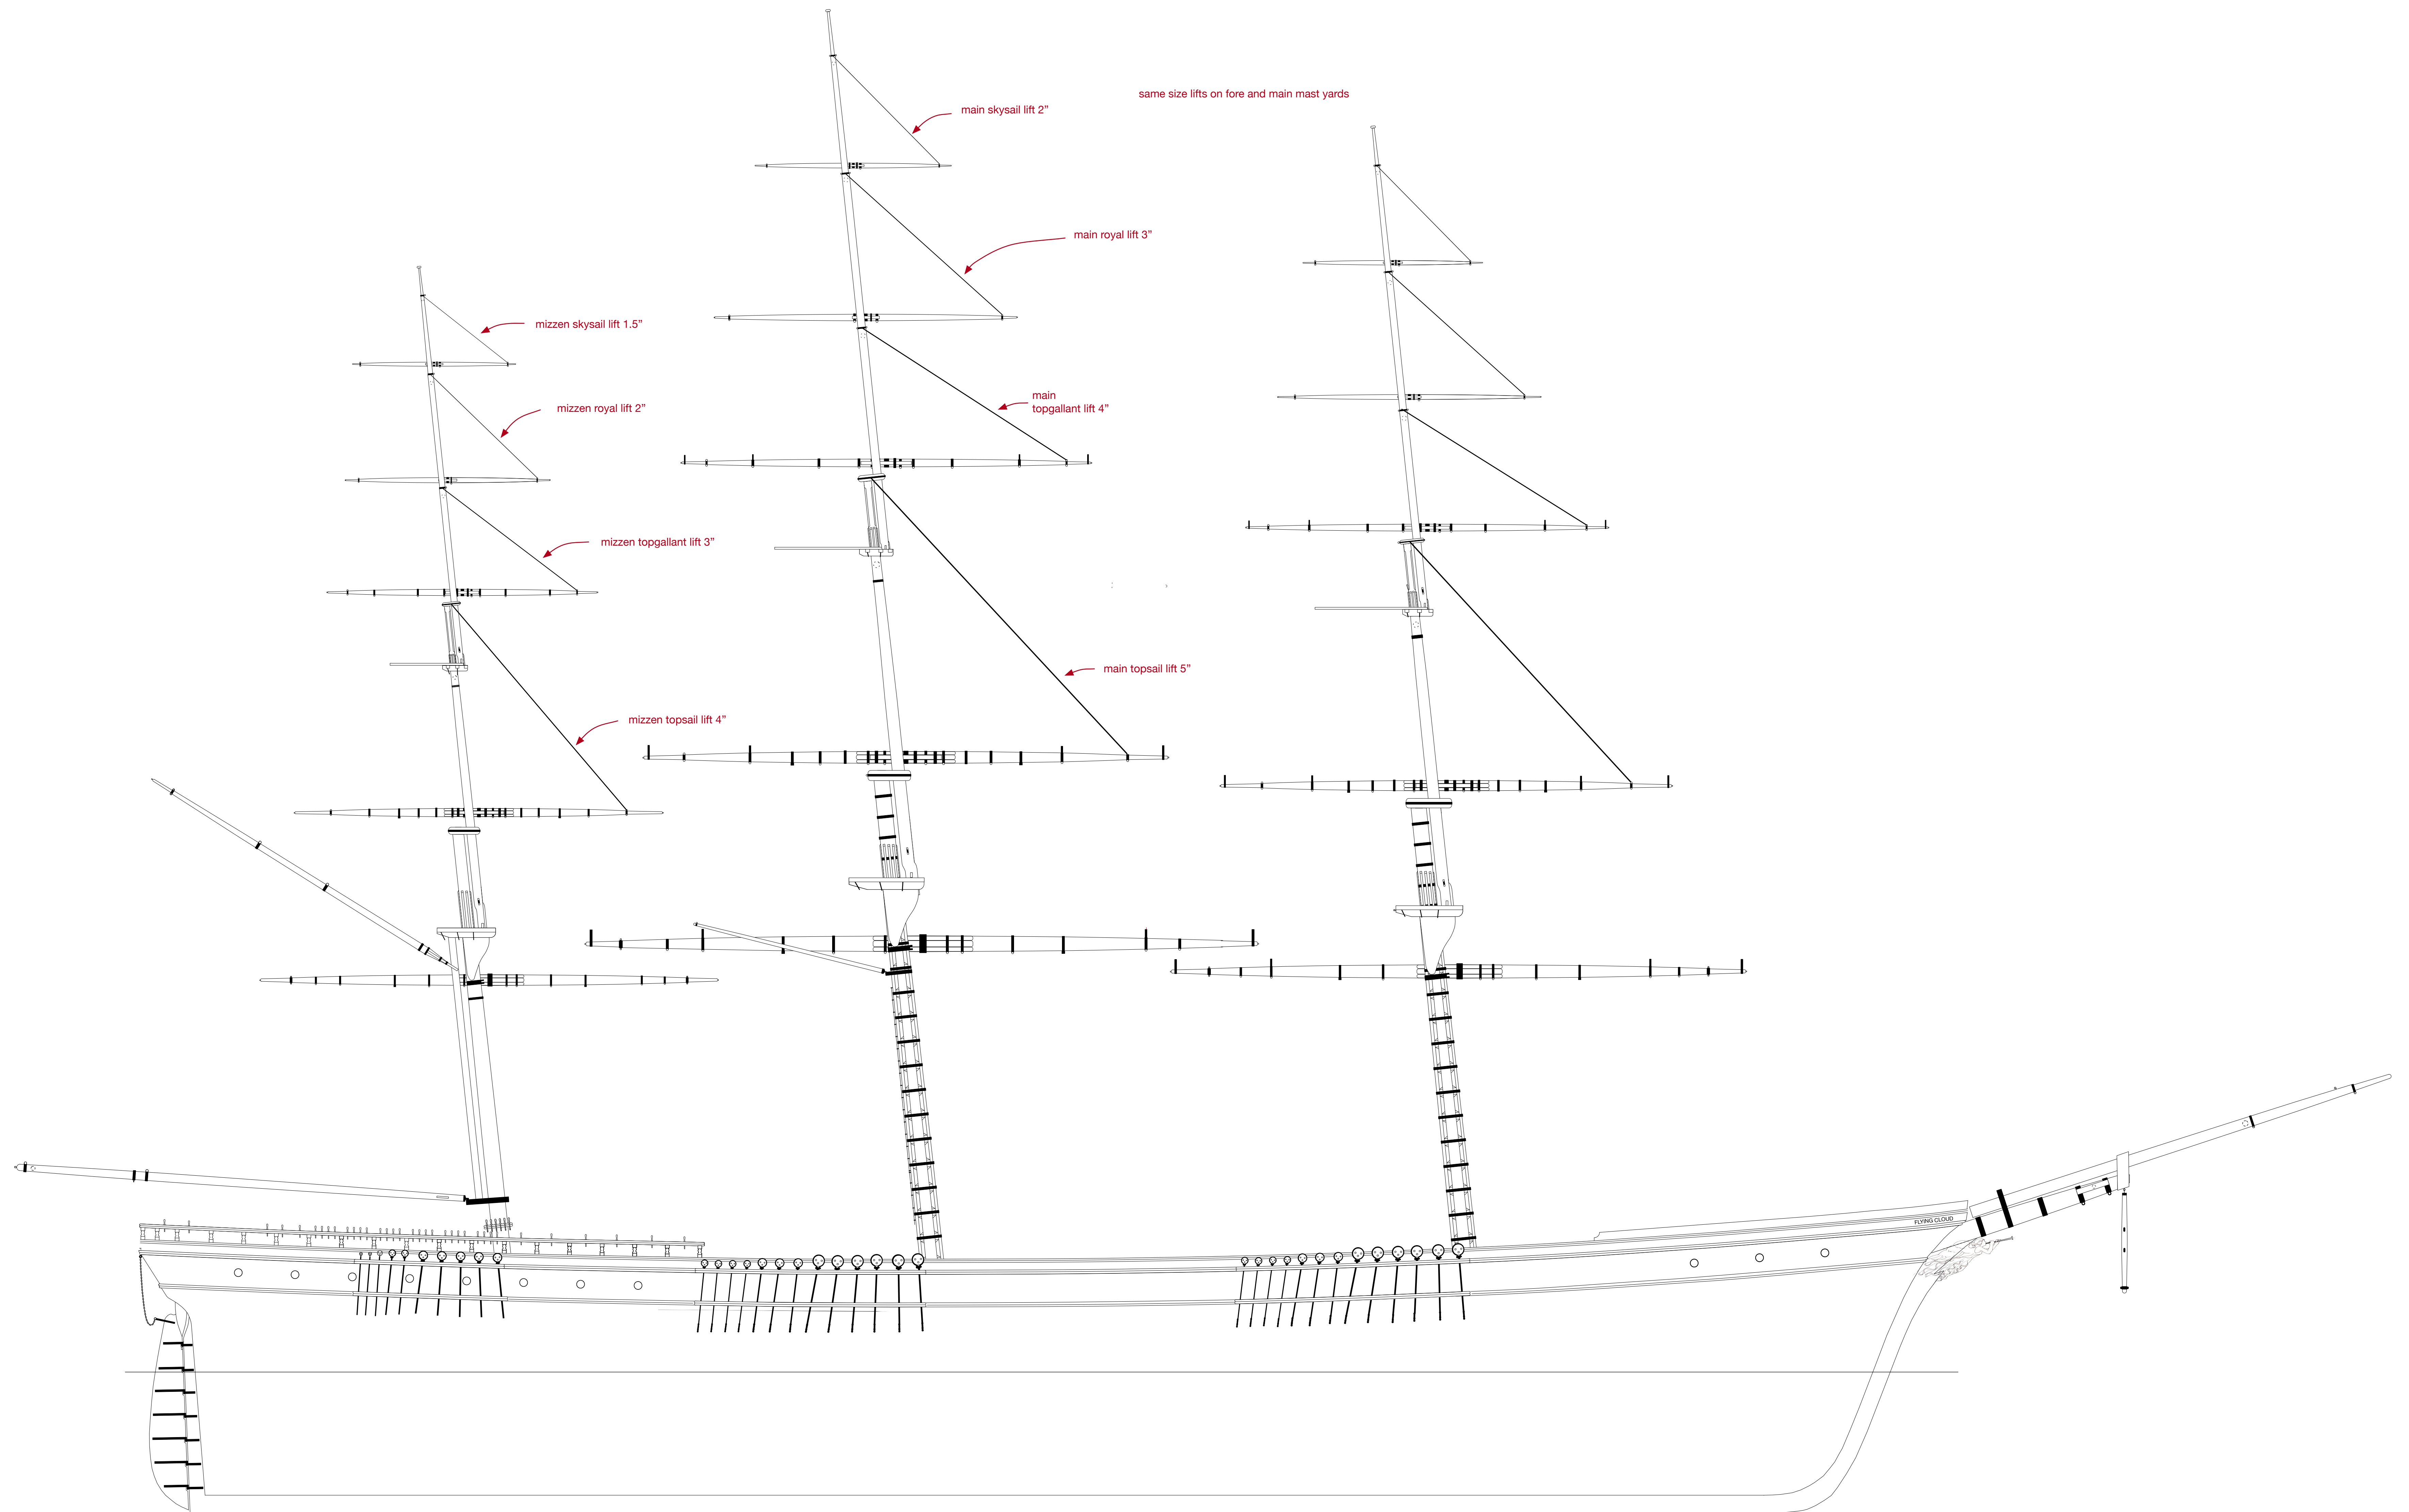 same size lifts on fore and main mast yards
main skysail lift 2”
main royal lift 3”
mizzen skysail lift 1.5”
main
topgallant lift 4”
mizzen royal lift 2”
mizzen topgallant lift 3”
main topsail lift 5”
mizzen topsail lift 4”
FLYING CLOUD